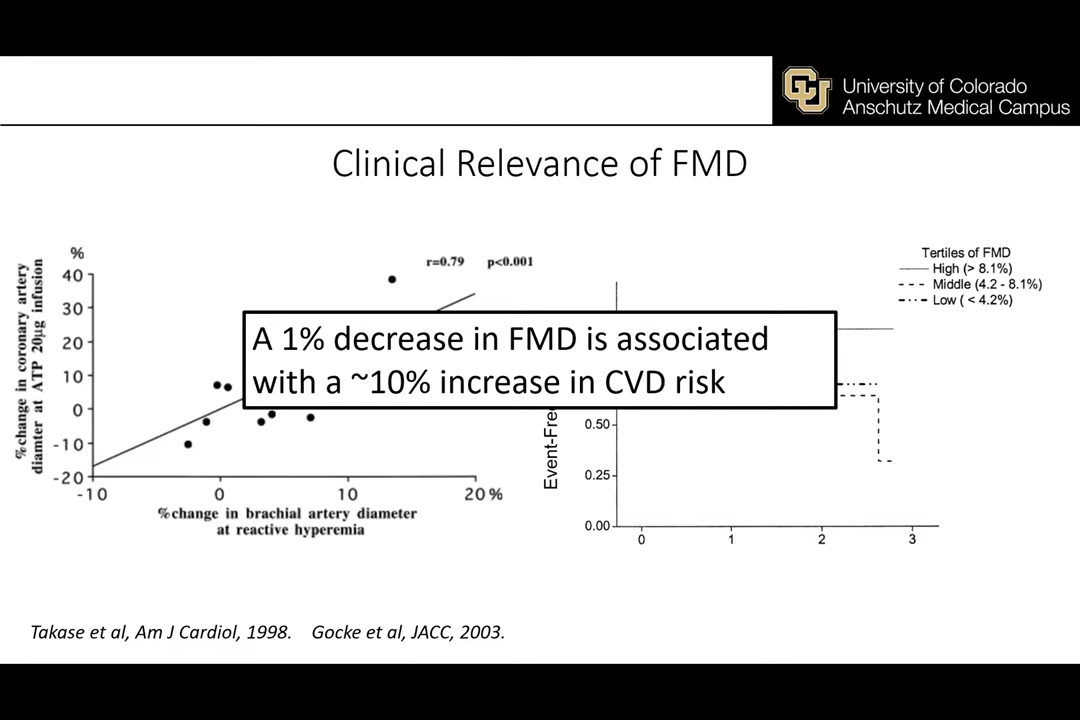 University of Colorado
Anschutz Medical Campus
Clinical Relevance of FMD
%change in coronary artery
diamter at ATP 20µg infusion
%
40
30
20
10
0
-10
-20
-10
0
10
20%
r=0.79 p<0.001
%change in brachial artery diameter
at reactive hyperemia
A 1% decrease in FMD is associated
with a ~10% increase in CVD risk
Tertiles of FMD
High (> 8.1%)
Middle (4.2 - 8.1%)
Low ( < 4.2%)
Event-Fre
0.50
0.25
0.00
0
1
2
3
Takase et al, Am J Cardiol, 1998. Gocke et al, JACC, 2003.